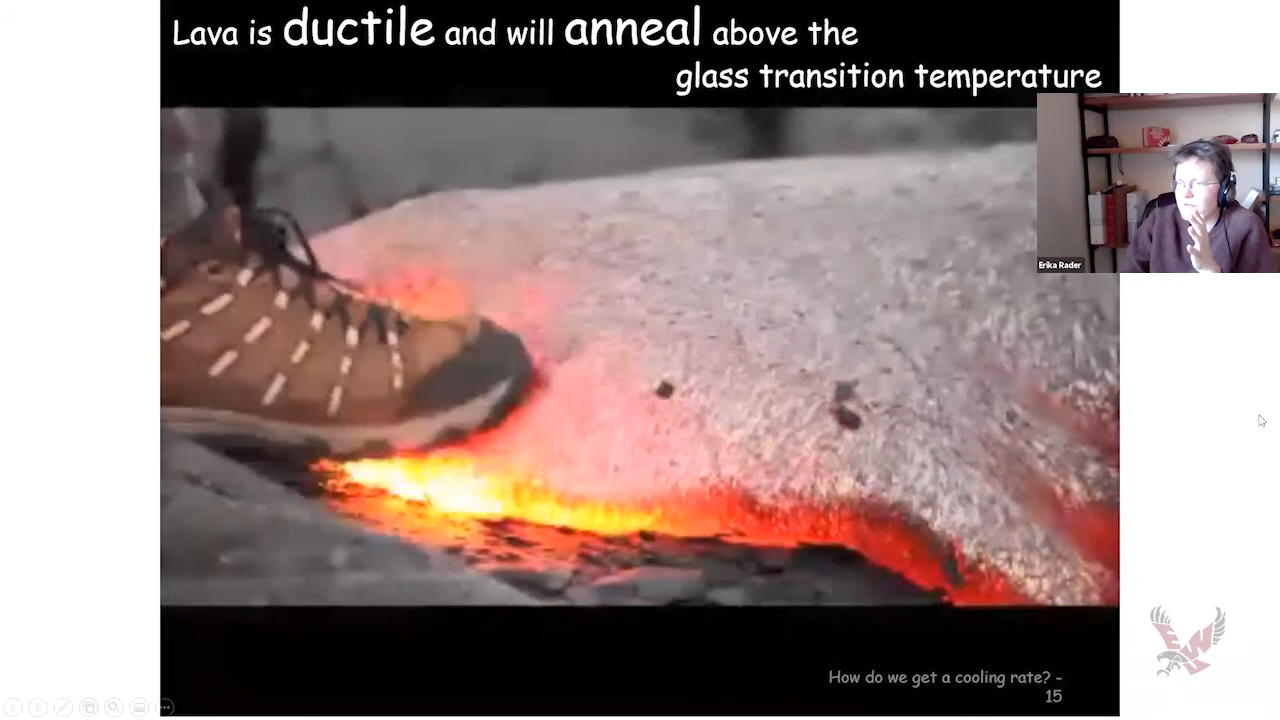 Lava is ductile and will anneal above the
glass transition temperature
Erika Rader
EWU
How do we get a cooling rate? -
15